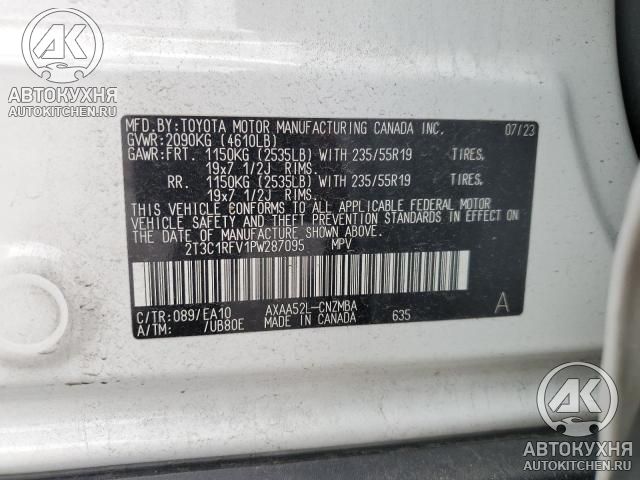 AK
АВТОКУХНЯ
AUTOKITCHEN.RU
MFD.BY:TOYOTA MOTOR MANUFACTURING CANADA INC. 07/23
GVWR:2090KG (4610LB)
GAWR:FRT. 1150KG (2535LB) WITH 235/55R19 TIRES,
19x7 1/2J RIMS.
RR. 1150KG (2535LB) WITH 235/55R19 TIRES,
19x7 1/2J RIMS.
THIS VEHICLE CONFORMS TO ALL APPLICABLE FEDERAL MOTOR
VEHICLE SAFETY AND THEFT PREVENTION STANDARDS IN EFFECT ON
THE DATE OF MANUFACTURE SHOWN ABOVE.
2T3C1RFV1PW287095 MPV
C/TR:089/EA10 AXAA52L-CNZMBA
A/TM: /UB80E MADE IN CANADA 635 A
AK
АВТОКУХНЯ
AUTOKITCHEN.RU